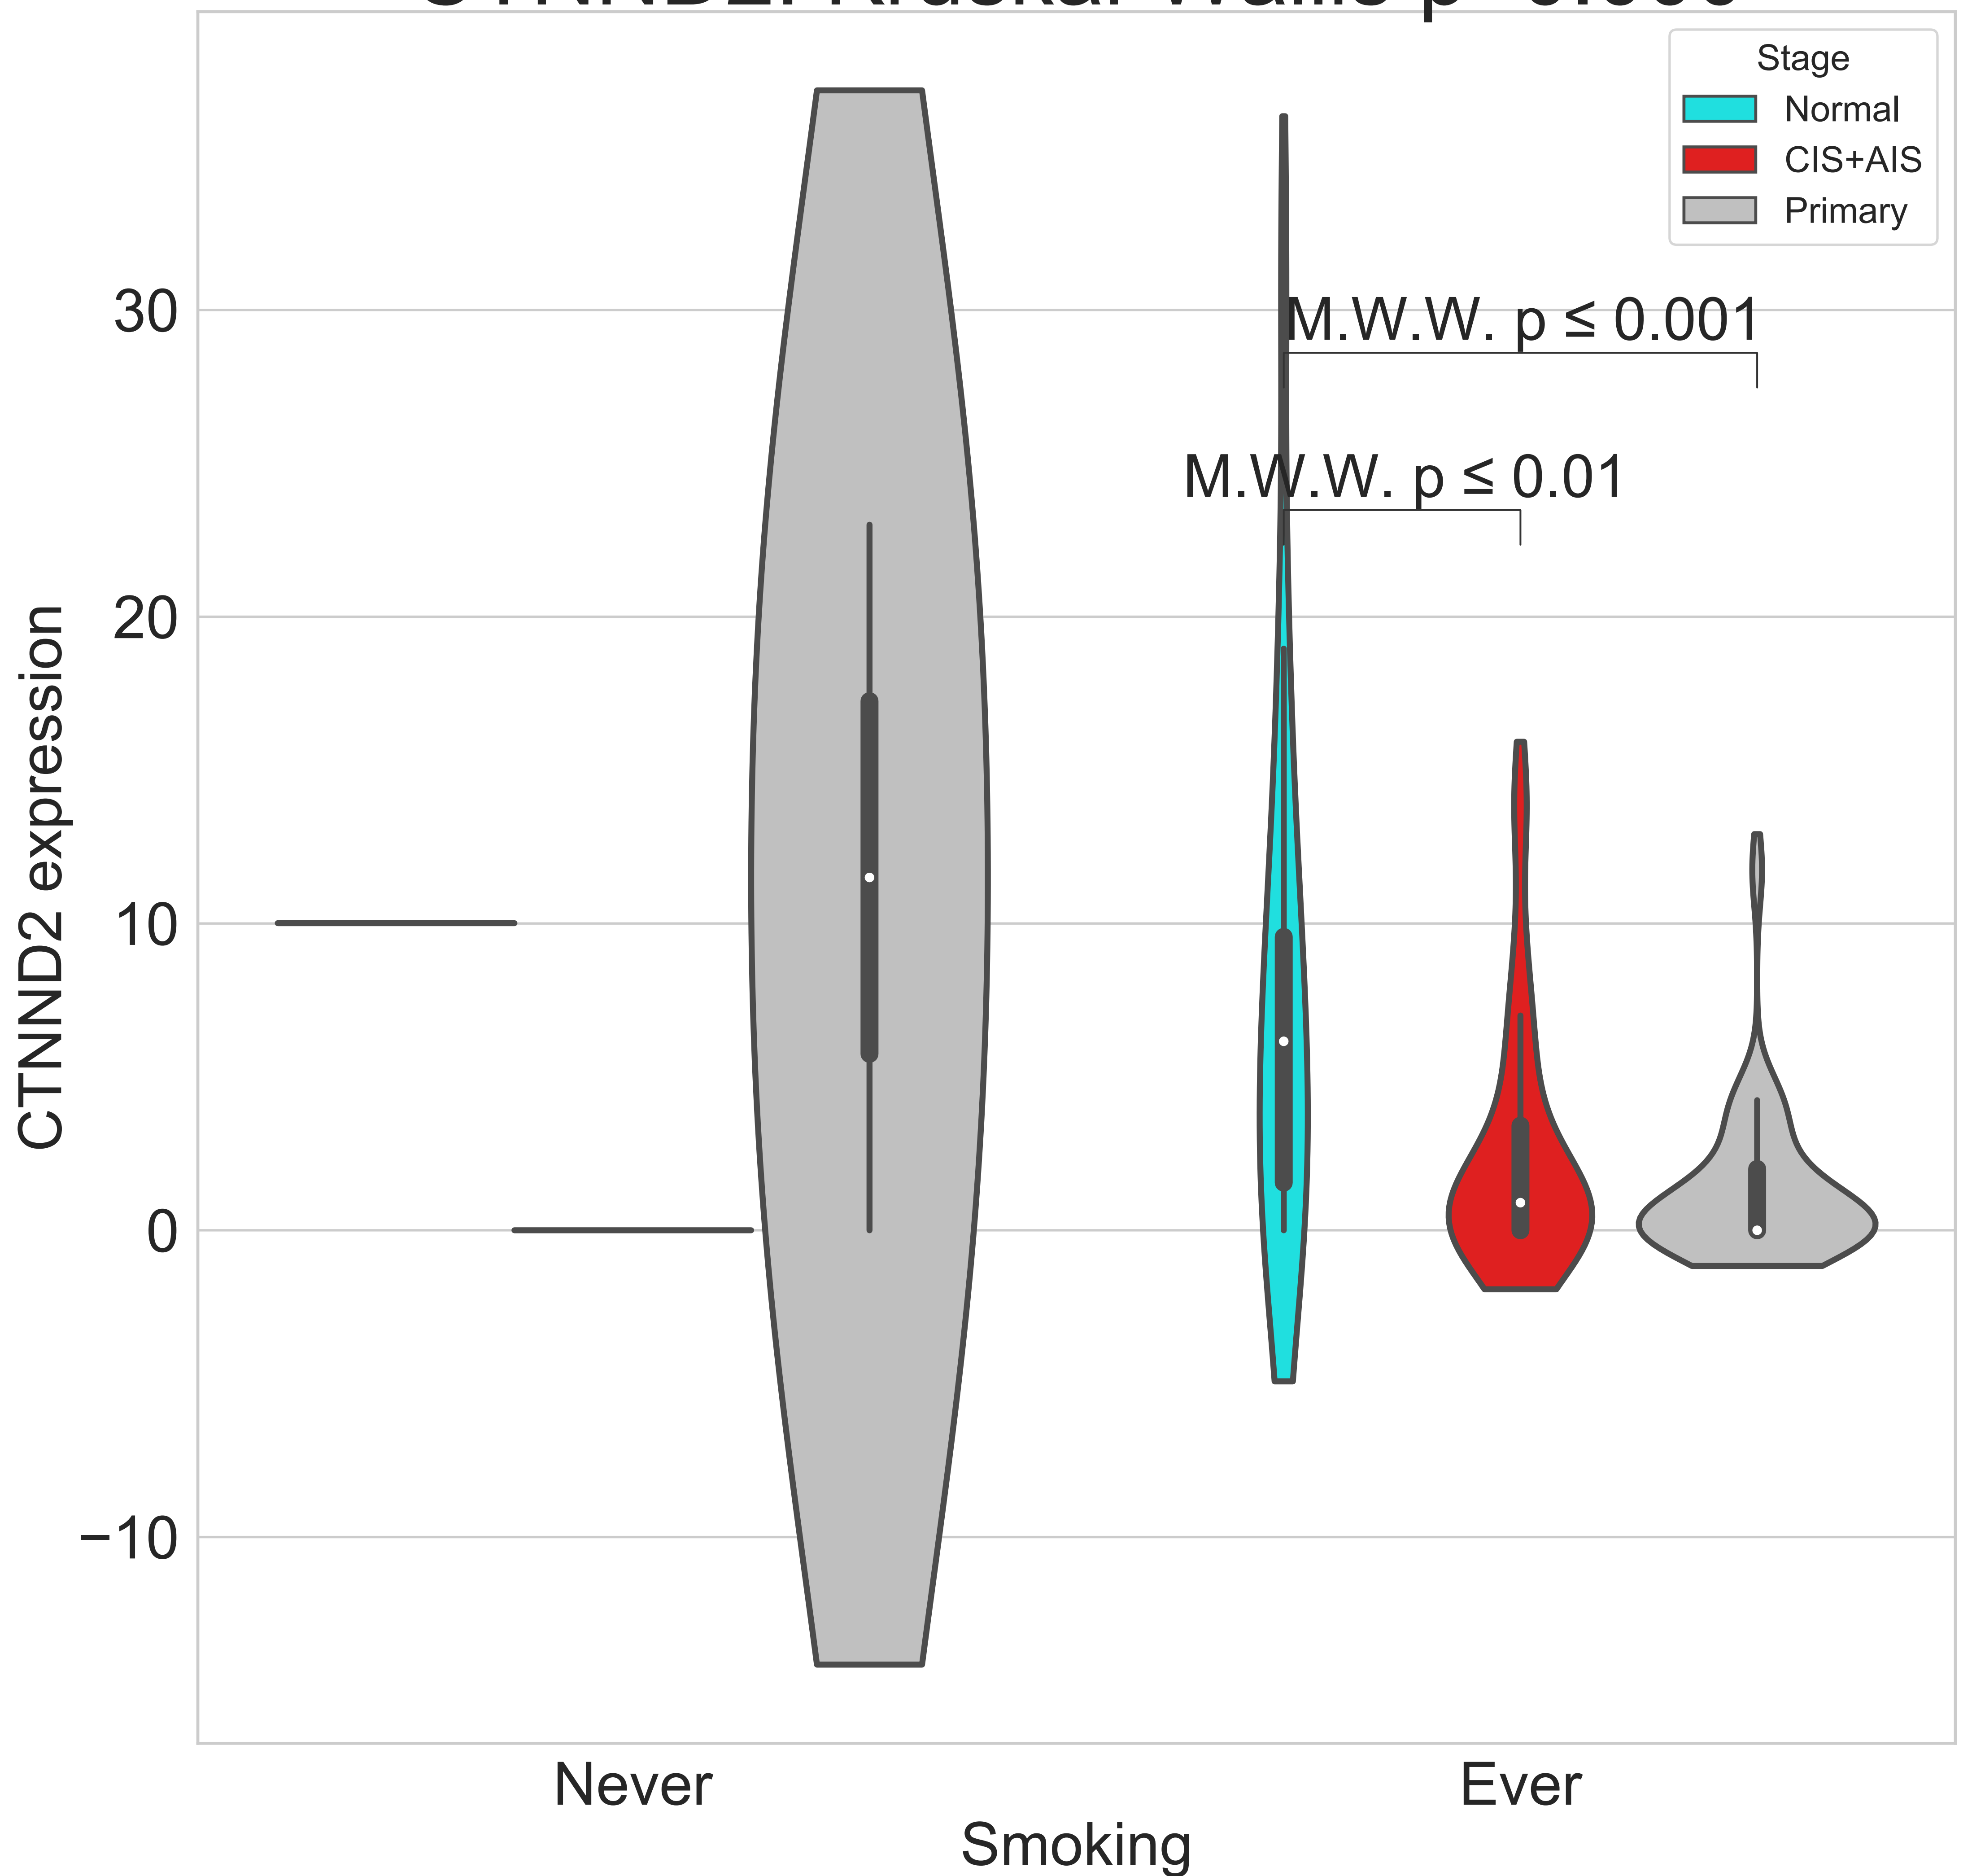 Stage
Normal
CIS+AIS
Primary
30
M.W.W. p ≤ 0.001
M.W.W. p ≤ 0.01
20
CTNND2 expression
10
0
−10
Never
Ever
Smoking